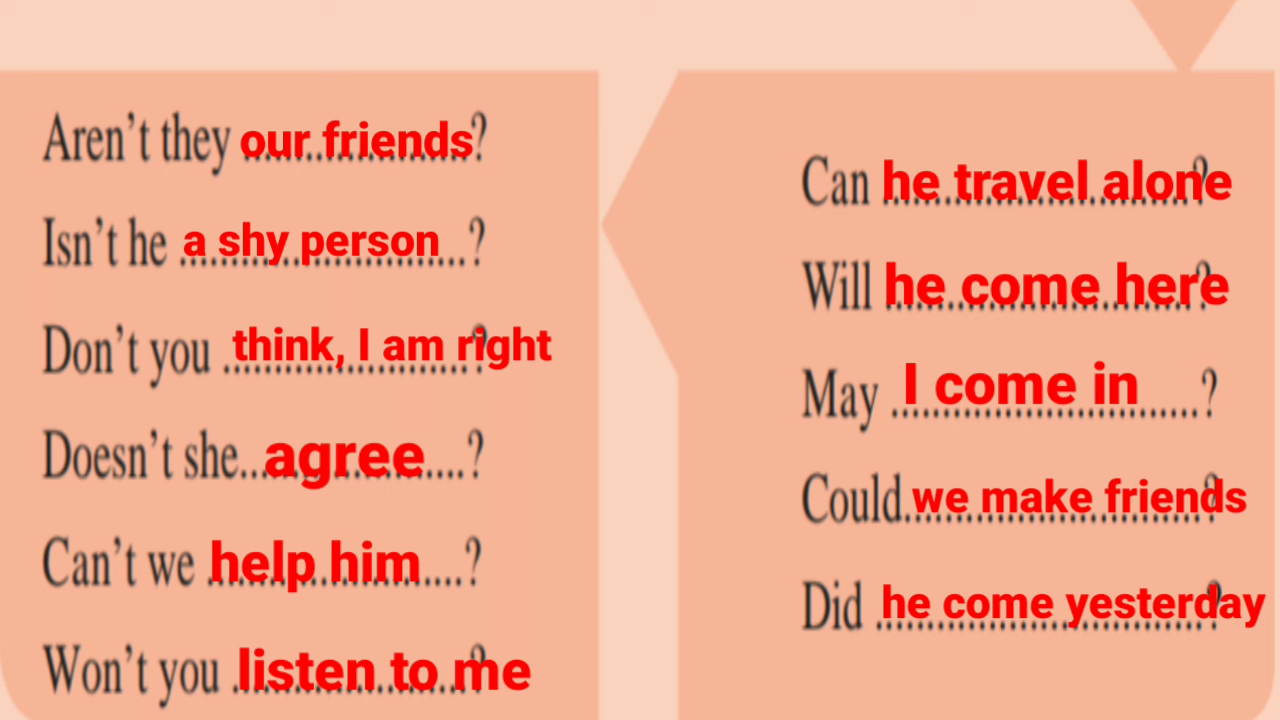 Aren't they our friends?
Isn't he a shy person......?
Don't you think, I am right?
Doesn't she...agree....?
Can't we help him....?
Won't you listen to me?
Can he travel alone?
Will he come here?
May I come in......?
Could.we make friends?
Did he come yesterday?